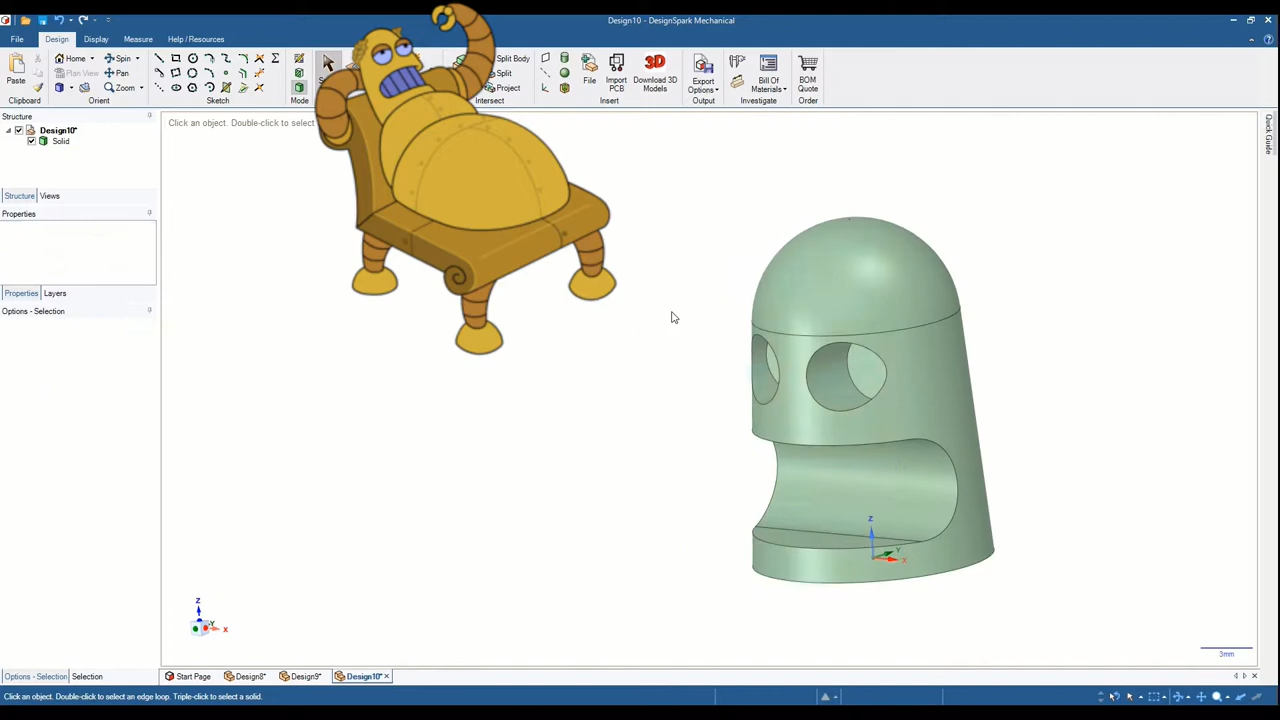 Design10 - DesignSpark Mechanical
File Design Display Measure Help / Resources
Home Spin
Plan View Pan
Zoom
Paste
Split Body
Split
Project
File
Import PCB
Download 3D Models
Export Options
Bill Of Materials
BOM Quote
Clipboard Orient Sketch Mode Intersect Insert Output Investigate Order
Structure
Click an object. Double-click to select
Design10*
Solid
Structure Views
Properties
Properties Layers
Options - Selection
Quick Guide
Z
Y
X
Z
Y
X
3mm
Options - Selection Selection
Start Page Design8* Design9* Design10*
Click an object. Double-click to select an edge loop. Triple-click to select a solid.